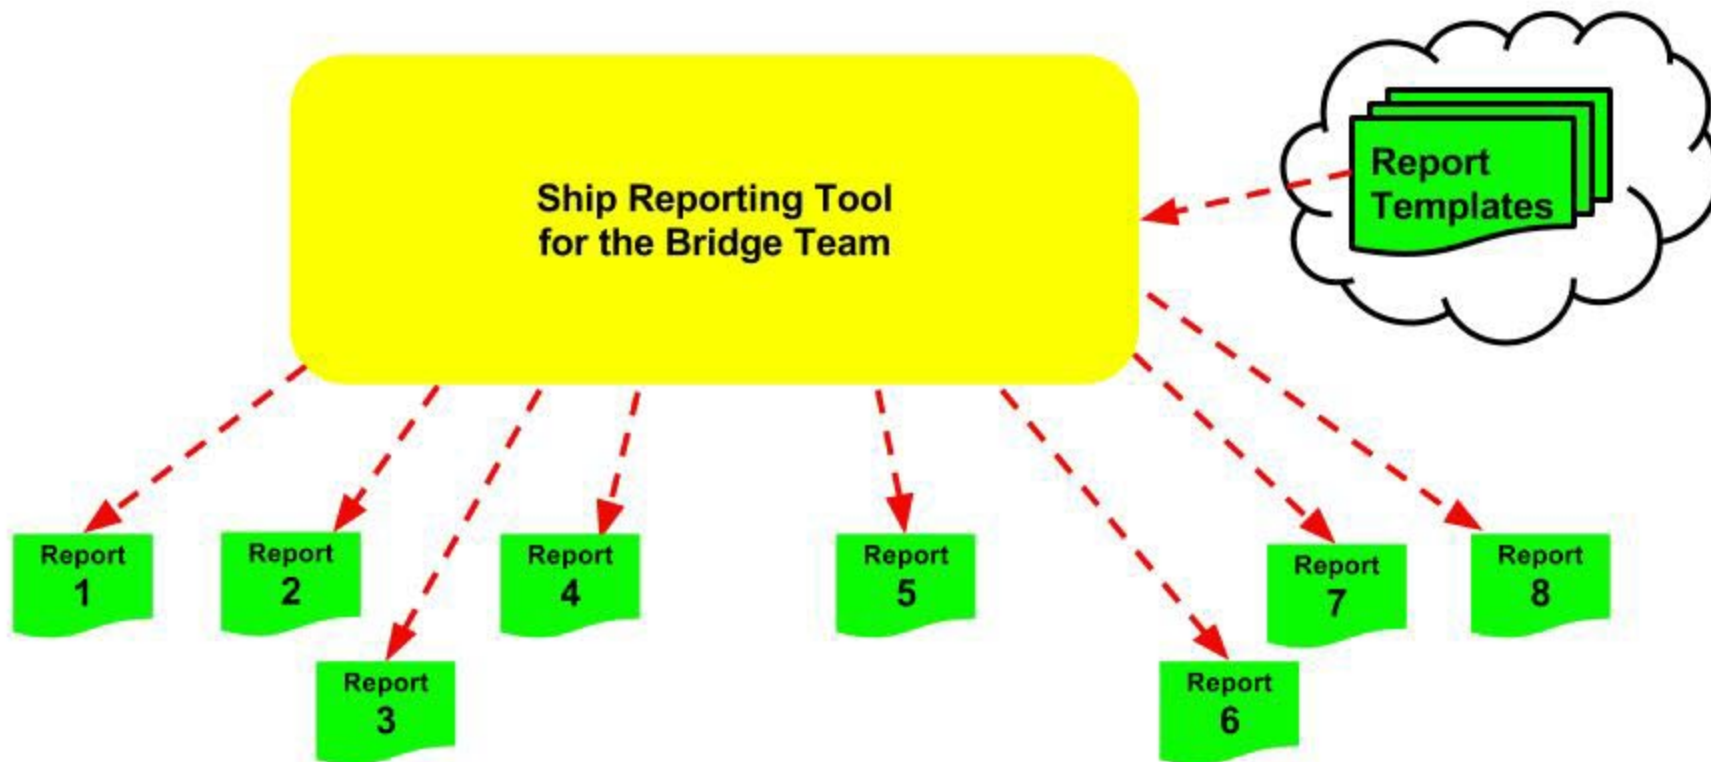 Ship Reporting Tool
for the Bridge Team
Report
Templates
Report
1
Report
2
Report
3
Report
4
Report
5
Report
6
Report
7
Report
8